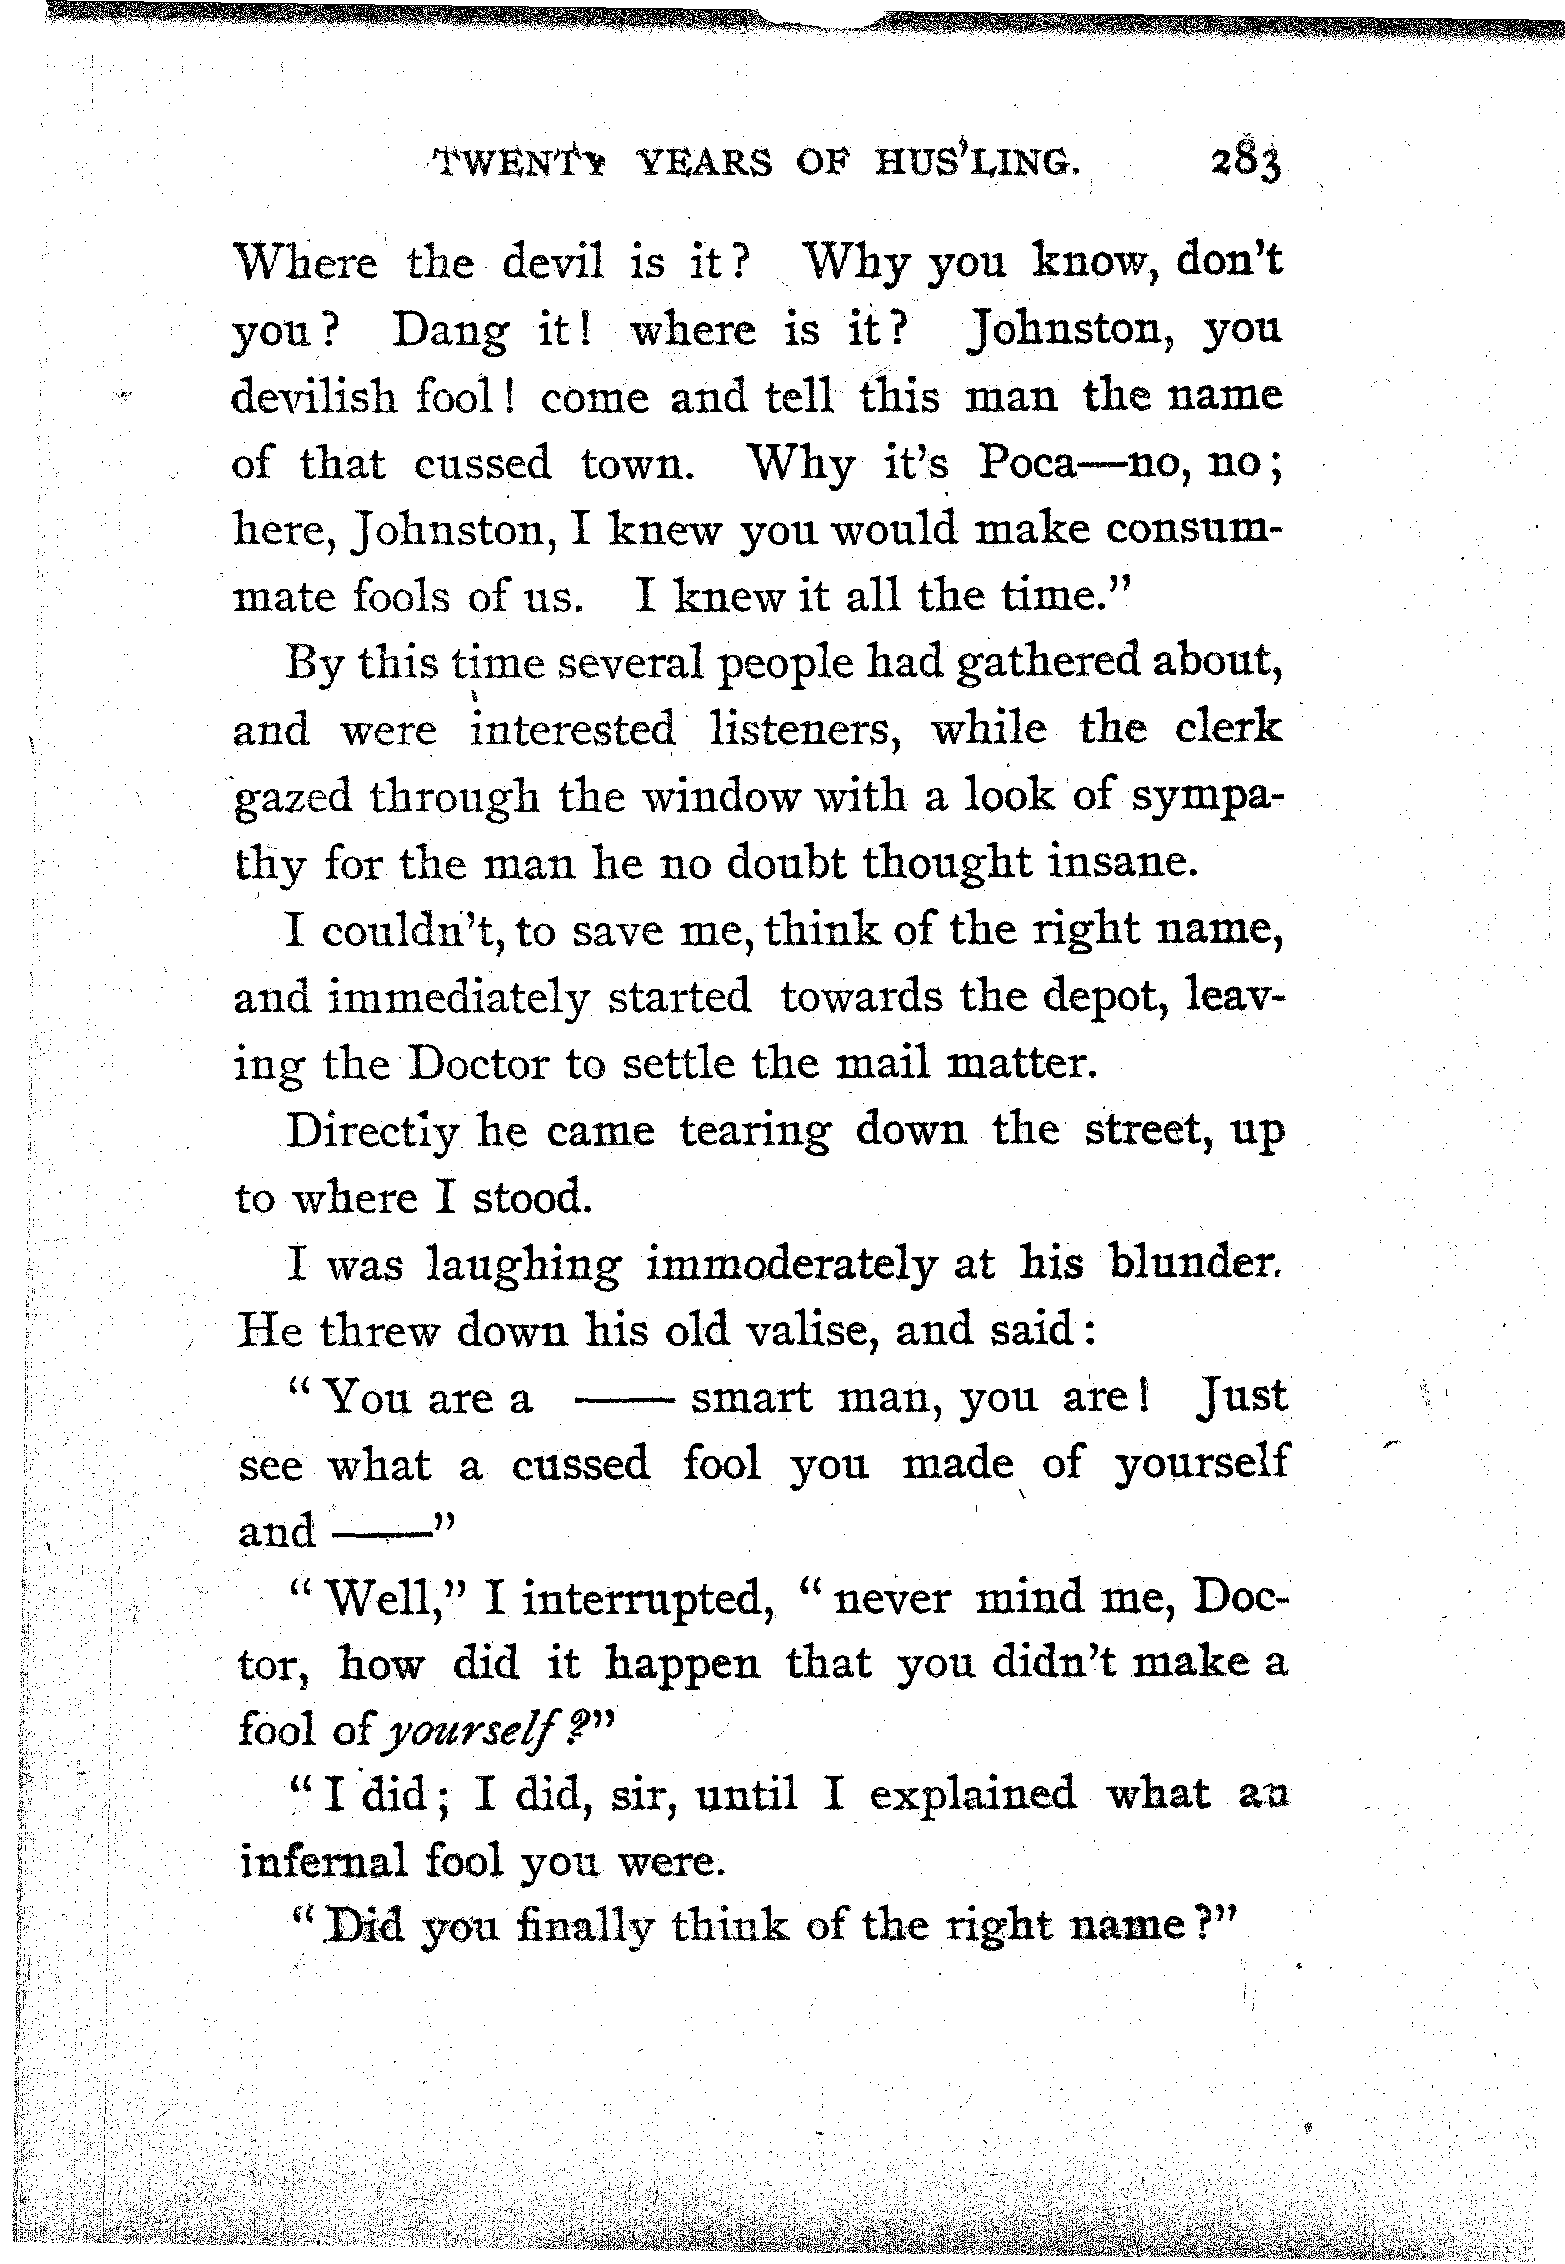 TWENTY YEARS OF HUS'LING. 283
Where the devil is it? Why you know, don't
you? Dang it! where is it? Johnston, you
devilish fool! come and tell this man the name
of that cussed town. Why it's Poca—no, no;
here, Johnston, I knew you would make consum-
mate fools of us. I knew it all the time."
By this time several people had gathered about,
and were interested listeners, while the clerk
gazed through the window with a look of sympa-
thy for the man he no doubt thought insane.
I couldn't, to save me, think of the right name,
and immediately started towards the depot, leav-
ing the Doctor to settle the mail matter.
Directly he came tearing down the street, up
to where I stood.
I was laughing immoderately at his blunder.
He threw down his old valise, and said:
"You are a —— smart man, you are! Just
see what a cussed fool you made of yourself
and ——"
"Well," I interrupted, "never mind me, Doc-
tor, how did it happen that you didn't make a
fool of yourself?"
"I did; I did, sir, until I explained what an
infernal fool you were.
"Did you finally think of the right name?"